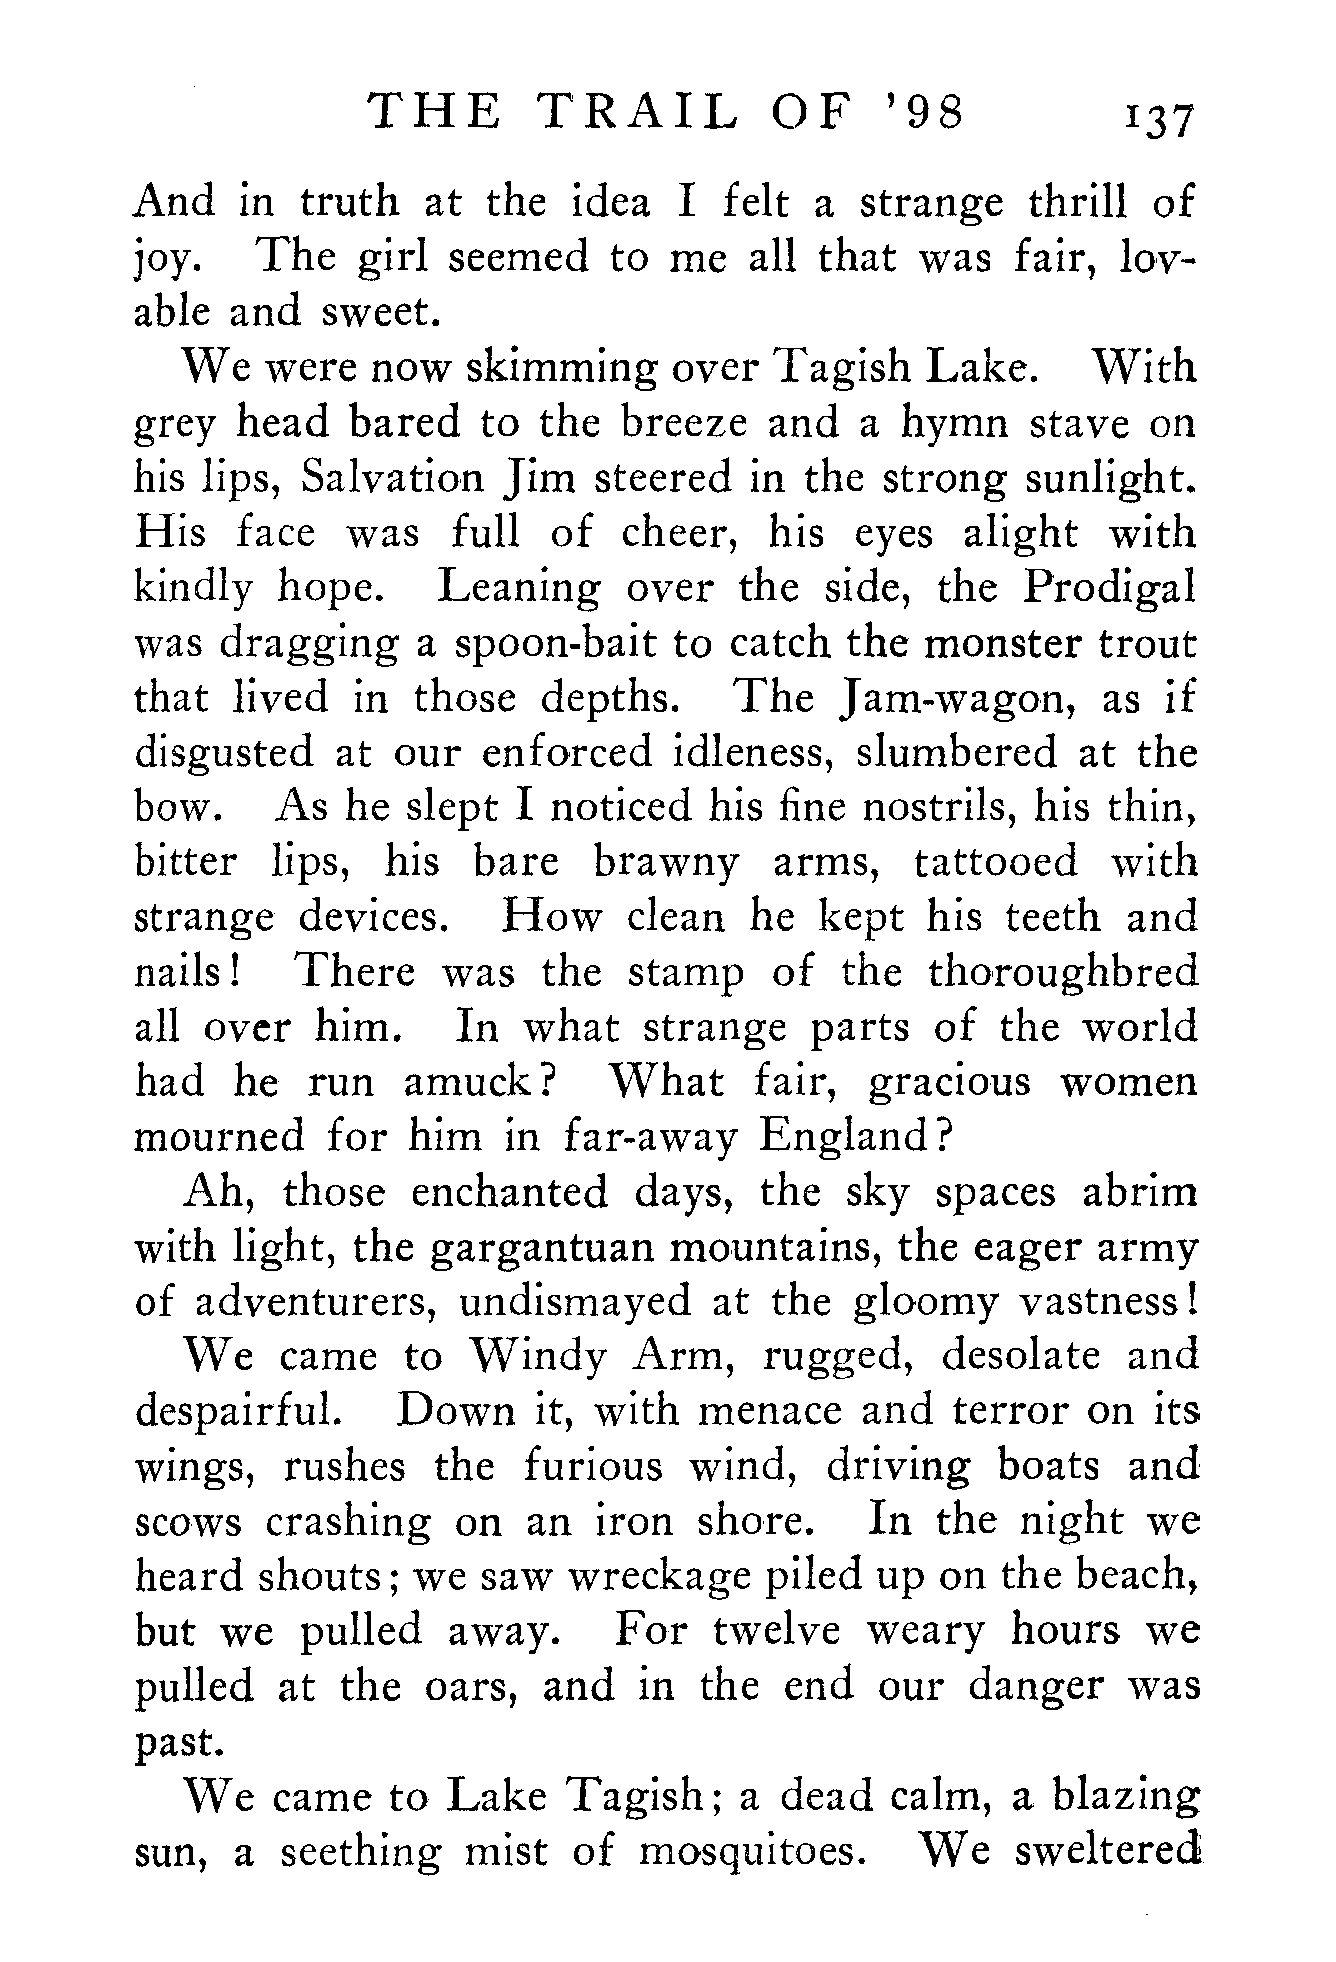 THE TRAIL OF '98 137
And in truth at the idea I felt a strange thrill of
joy. The girl seemed to me all that was fair, lov-
able and sweet.
We were now skimming over Tagish Lake. With
grey head bared to the breeze and a hymn stave on
his lips, Salvation Jim steered in the strong sunlight.
His face was full of cheer, his eyes alight with
kindly hope. Leaning over the side, the Prodigal
was dragging a spoon-bait to catch the monster trout
that lived in those depths. The Jam-wagon, as if
disgusted at our enforced idleness, slumbered at the
bow. As he slept I noticed his fine nostrils, his thin,
bitter lips, his bare brawny arms, tattooed with
strange devices. How clean he kept his teeth and
nails! There was the stamp of the thoroughbred
all over him. In what strange parts of the world
had he run amuck? What fair, gracious women
mourned for him in far-away England?
Ah, those enchanted days, the sky spaces abrim
with light, the gargantuan mountains, the eager army
of adventurers, undismayed at the gloomy vastness!
We came to Windy Arm, rugged, desolate and
despairful. Down it, with menace and terror on its
wings, rushes the furious wind, driving boats and
scows crashing on an iron shore. In the night we
heard shouts; we saw wreckage piled up on the beach,
but we pulled away. For twelve weary hours we
pulled at the oars, and in the end our danger was
past.
We came to Lake Tagish; a dead calm, a blazing
sun, a seething mist of mosquitoes. We sweltered